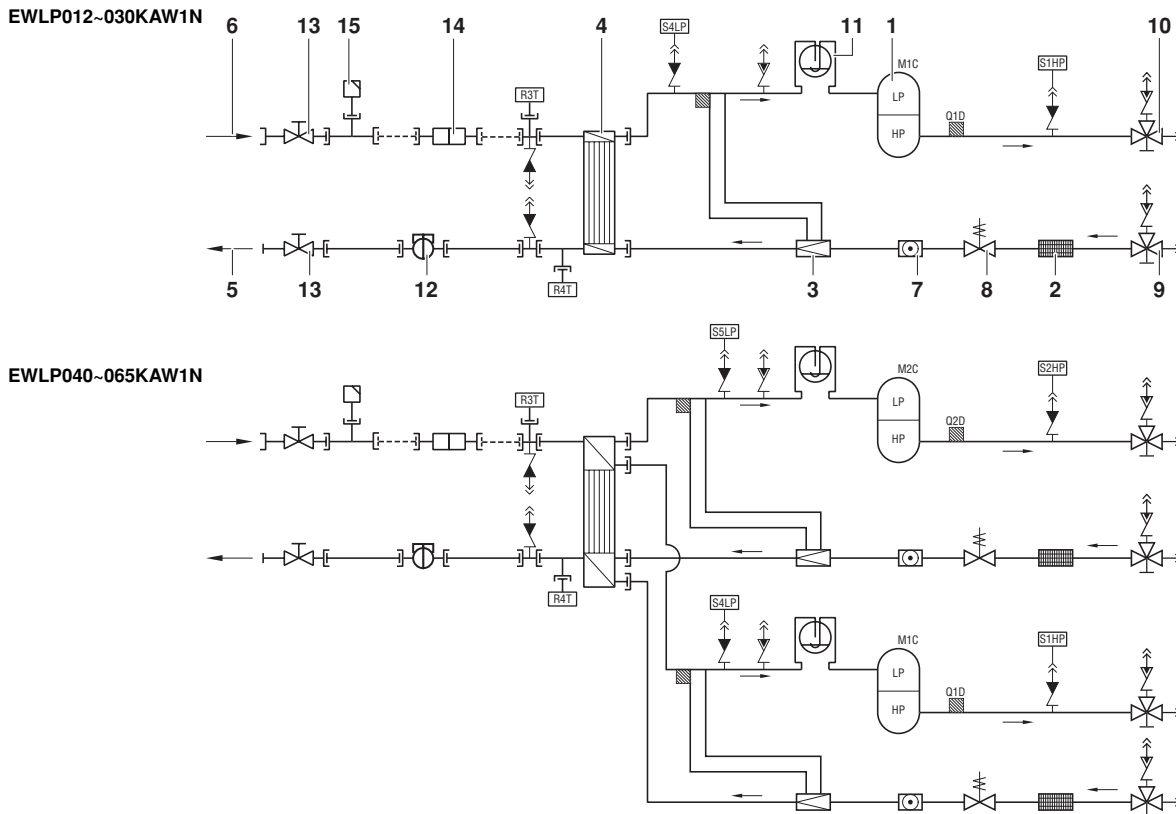 EWLP012~030KAW1N
6 13 15 14 4 S4LP 11 1 M1C S1HP 10
R3T
LP
Q1D
HP
5 13 12 R4T 3 7 8 2 9
S5LP
EWLP040~065KAW1N
M2C S2HP
R3T
LP
Q2D
HP
R4T
S4LP
M1C S1HP
LP
Q1D
HP